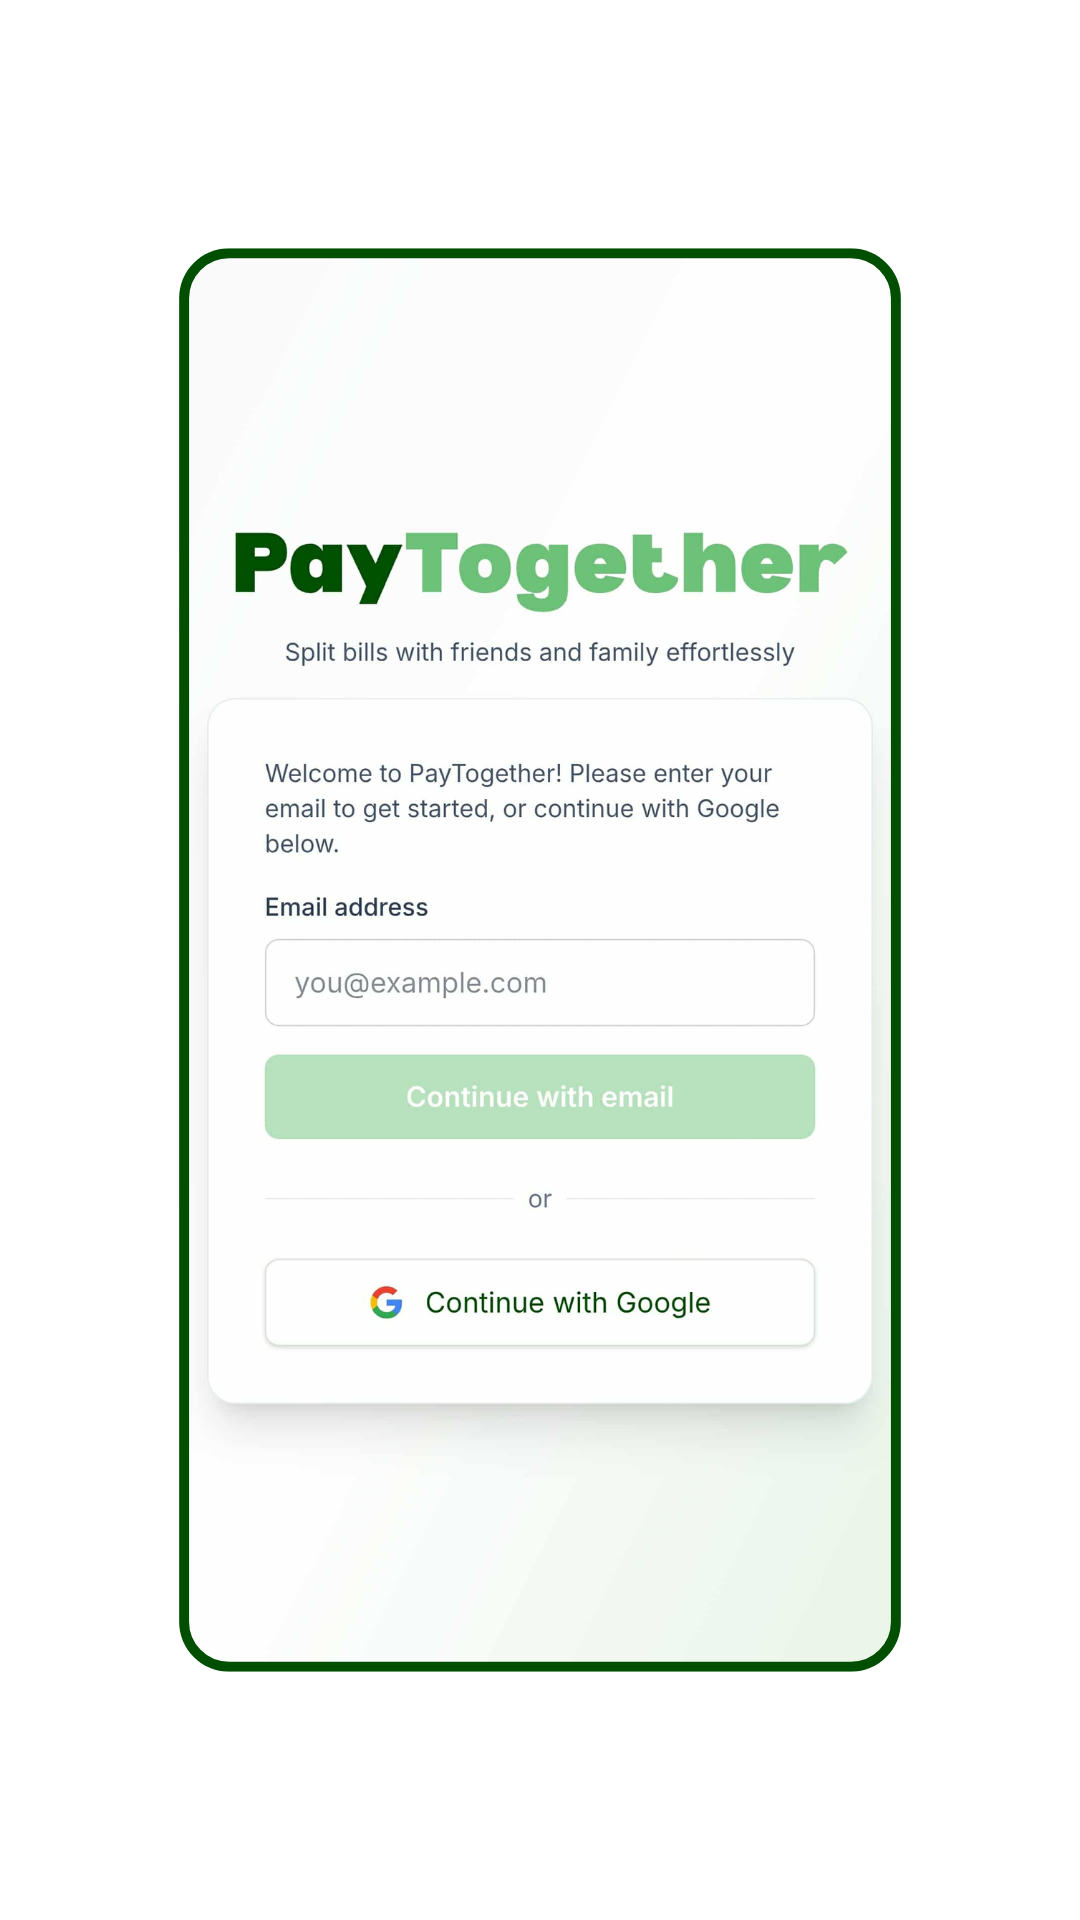 PayTogether
Split bills with friends and family effortlessly
Welcome to PayTogether! Please enter your
email to get started, or continue with Google
below.
Email address
you@example.com
Continue with email
or
Continue with Google